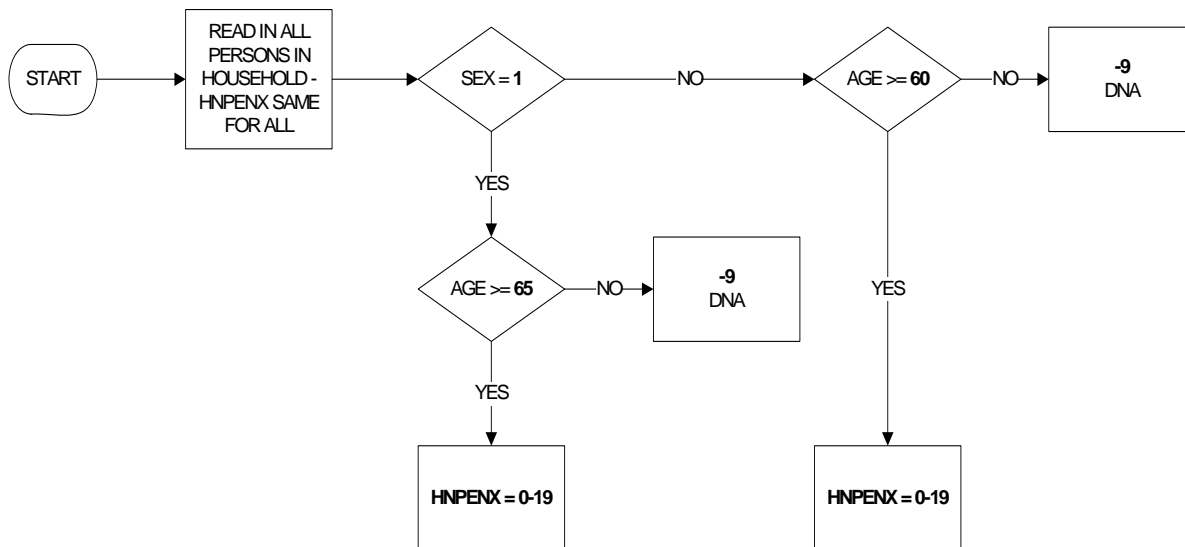 START
READ IN ALL
PERSONS IN
HOUSEHOLD -
HNPENX SAME
FOR ALL
SEX = 1
NO
AGE >= 60
NO
-9
DNA
YES
AGE >= 65
NO
-9
DNA
YES
YES
HNPENX = 0-19
HNPENX = 0-19